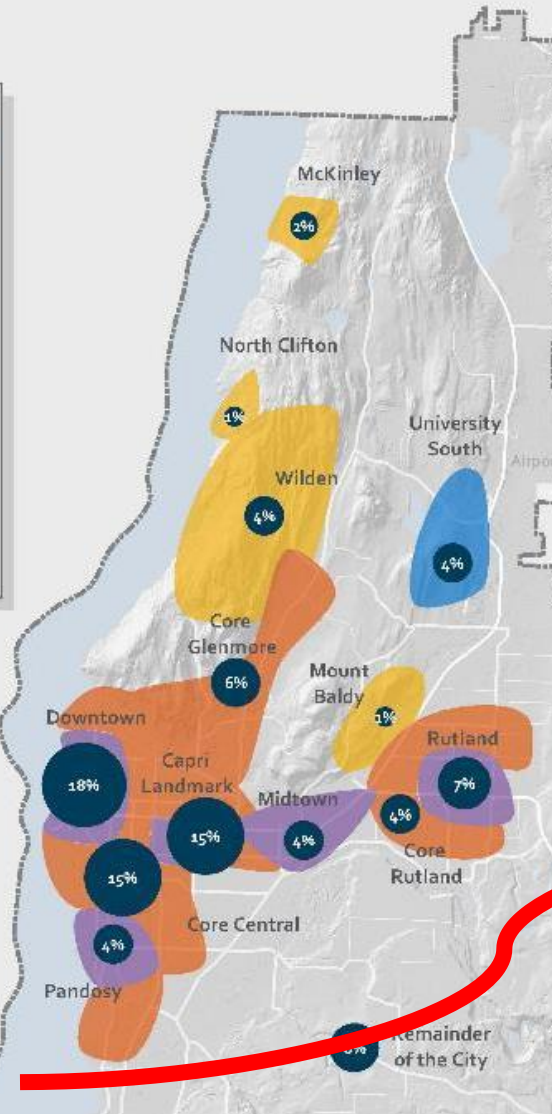 McKinley
2%
North Clifton
1%
University
South
Wilden
4%
4%
Core
Glenmore
6%
Mount
Baldy
1%
Downtown
18%
Capri
Landmark
15%
Midtown
4%
Rutland
7%
4%
Core
Rutland
15%
Core Central
4%
Pandosy
Remainder
of the City